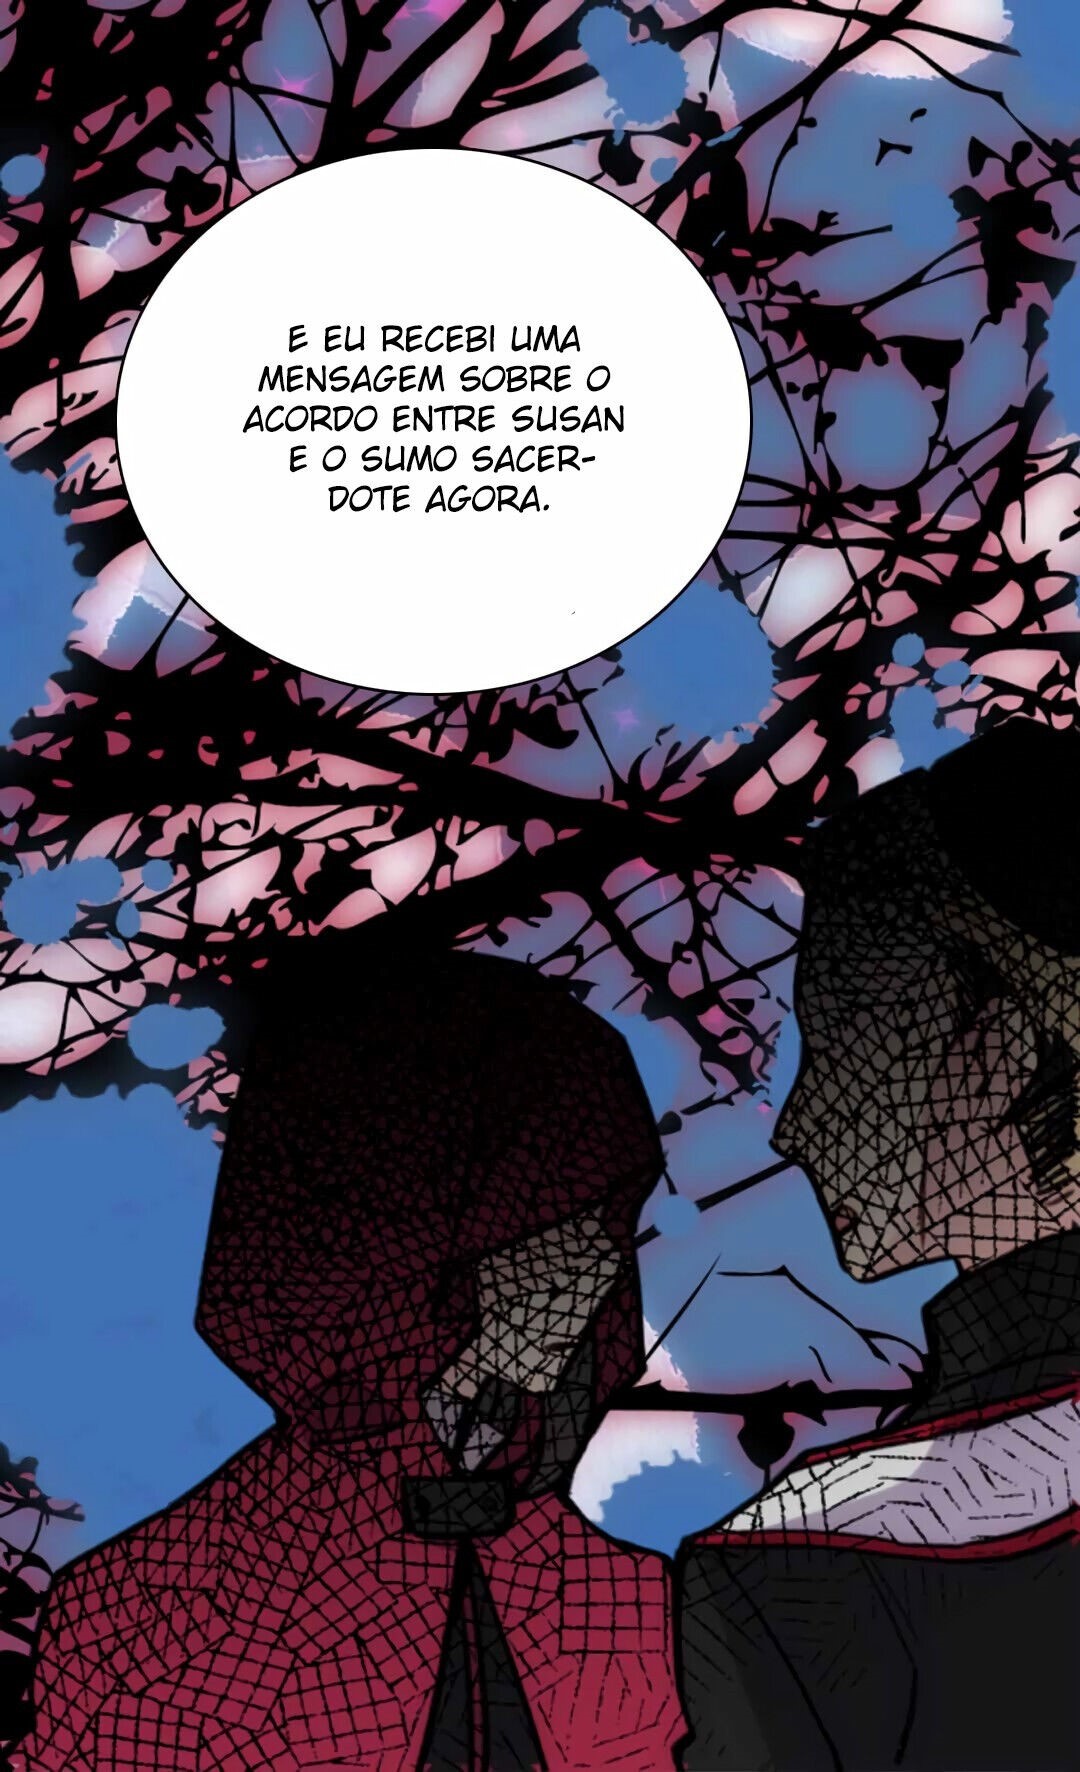 E EU RECEBI UMA
MENSAGEM SOBRE O
ACORDO ENTRE SUSAN
E O SUMO SACER-
DOTE AGORA.